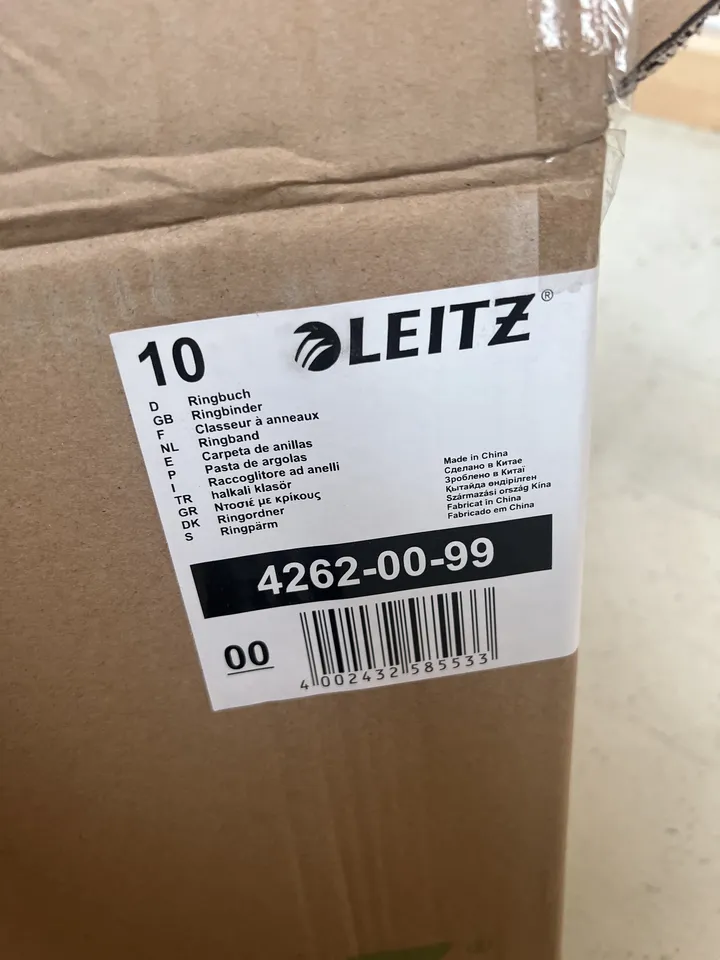 10
LEITZ®
D Ringbuch
GB Ringbinder
F Classeur à anneaux
NL Ringband
E Carpeta de anillas
P Pasta de argolas
I Raccoglitore ad anelli
TR halkali klasör
GR Ντοσιέ με κρίκους
DK Ringordner
S Ringpärm
Made in China
Сделано в Китае
Зроблено в Китаї
Қытайда өндірілген
Származási ország Kína
Fabricat in China
Fabricado em China
4262-00-99
00
4 002432 585533